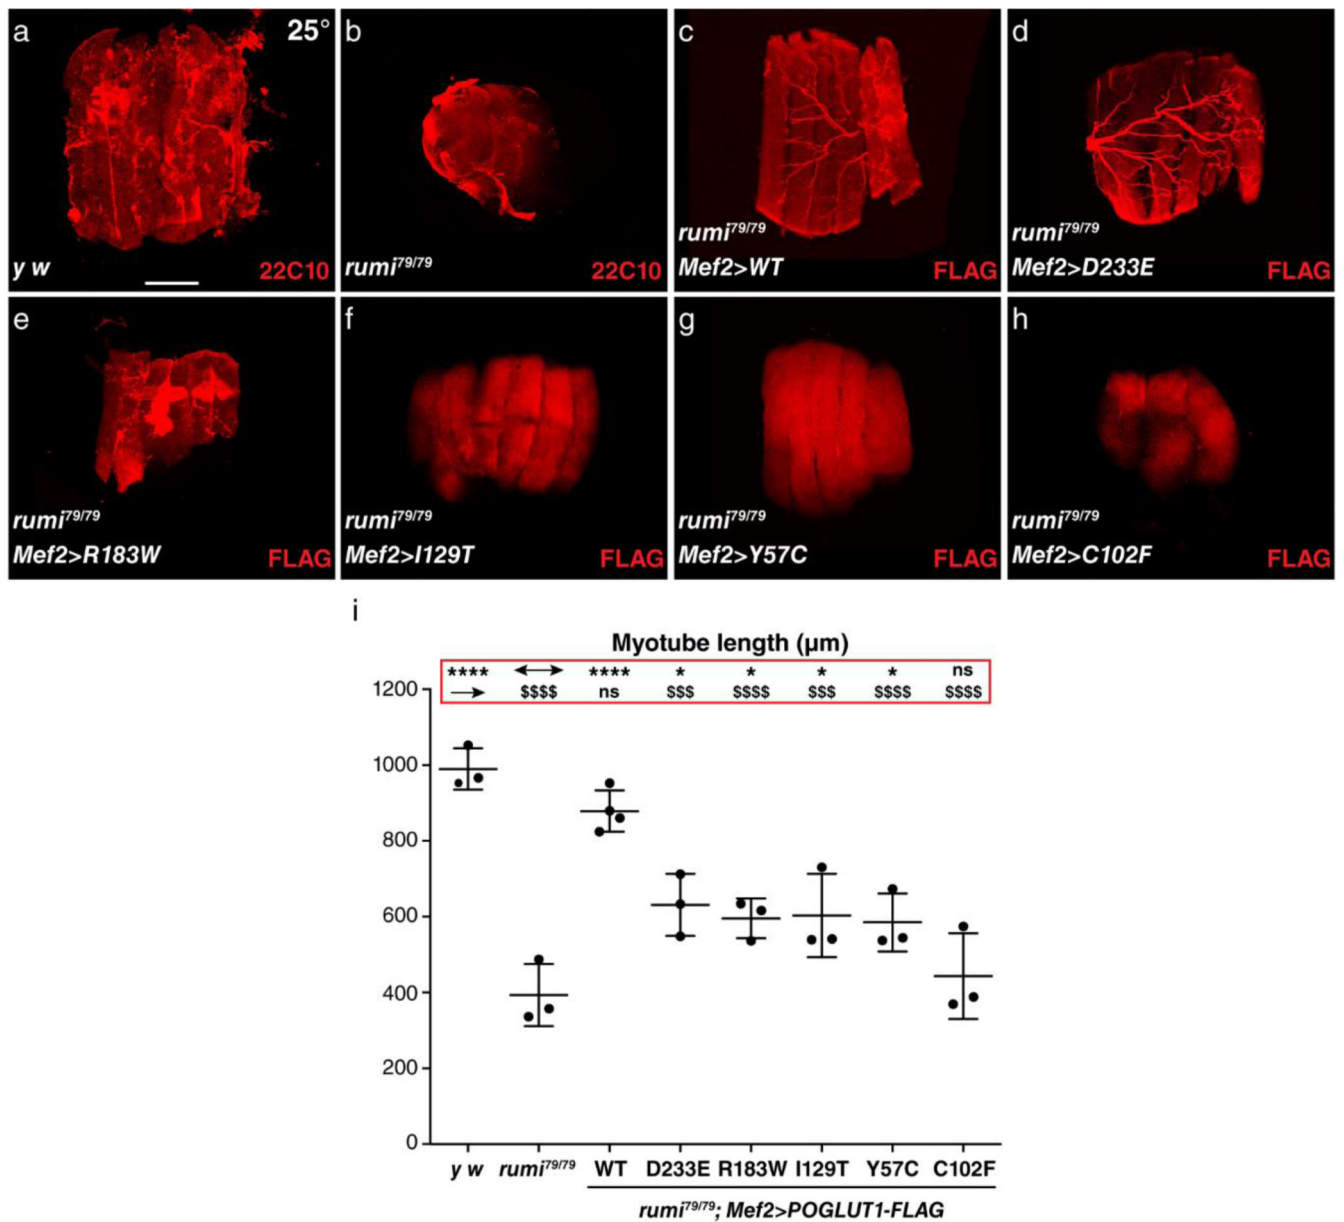 a 25° b c d
y w 22C10
rumi79/79 22C10
rumi79/79
Mef2>WT FLAG
rumi79/79
Mef2>D233E FLAG
e f g h
rumi79/79
Mef2>R183W FLAG
rumi79/79
Mef2>I129T FLAG
rumi79/79
Mef2>Y57C FLAG
rumi79/79
Mef2>C102F FLAG
i
Myotube length (µm)
**** ↔ **** * * * * ns
→ $$$$ ns $$$ $$$$ $$$ $$$$ $$$$
1200
1000
800
600
400
200
0
y w rumi79/79 WT D233E R183W I129T Y57C C102F
rumi79/79; Mef2>POGLUT1-FLAG